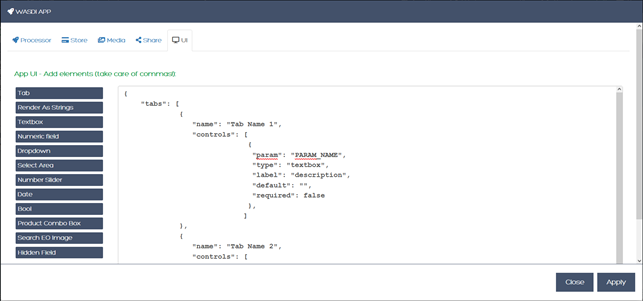 WASDI APP
Processor Store Media Share UI
App UI - Add elements (take care of commas!):
Tab
Render As Strings
Textbox
Numeric field
Dropdown
Select Area
Number Slider
Date
Bool
Product Combo Box
Search EO Image
Hidden Field
{
"tabs": [
{
"name": "Tab Name 1",
"controls": [
{
"param": "PARAM_NAME",
"type": "textbox",
"label": "description",
"default": "",
"required": false
},
]
},
{
"name": "Tab Name 2",
"controls": [
Close Apply